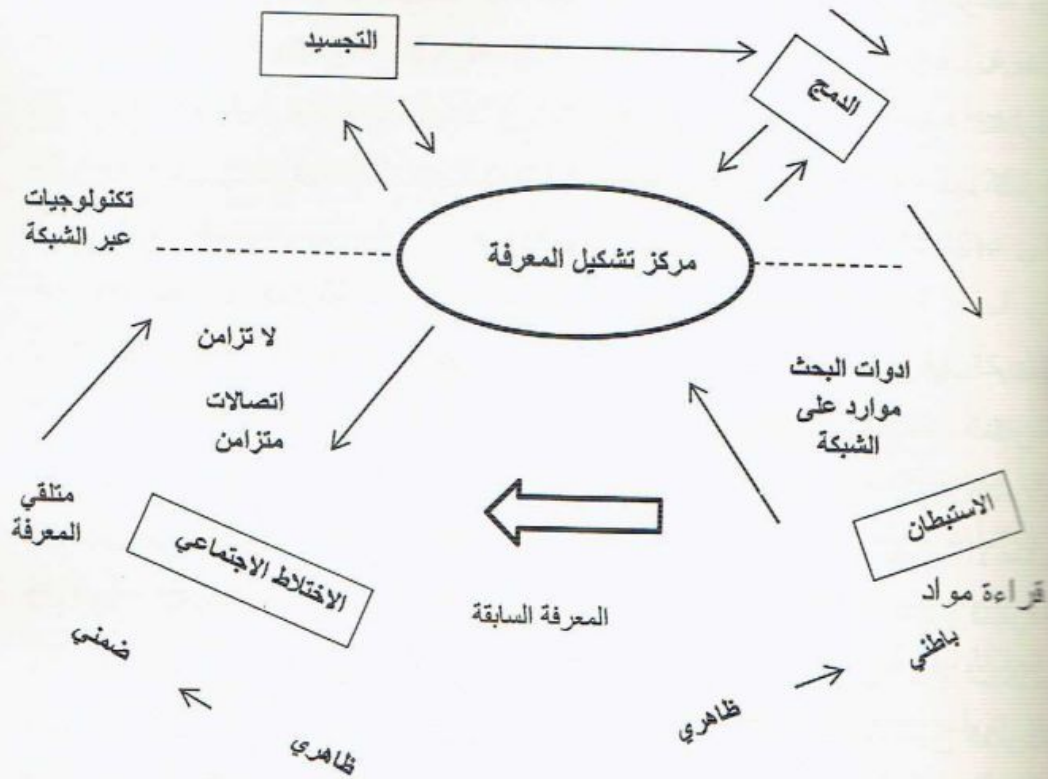 التجسيد
الدمج
تكنولوجيات
عبر الشبكة
مركز تشكيل المعرفة
لا تزامن
اتصالات
متزامن
ادوات البحث
موارد على
الشبكة
متلقي
المعرفة
الاختلاط الاجتماعي
الاستبطان
قراءة مواد
المعرفة السابقة
باطني
ضمني
ظاهري
ظاهري